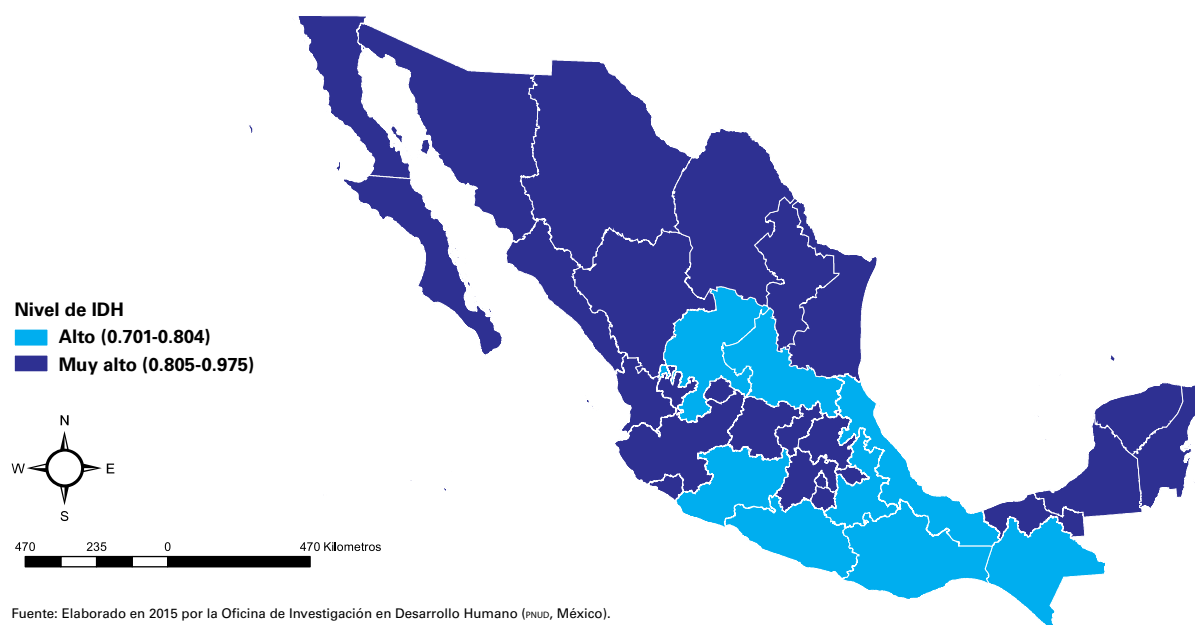 Nivel de IDH
Alto (0.701-0.804)
Muy alto (0.805-0.975)
N
W E
S
470 235 0 470 Kilometros
Fuente: Elaborado en 2015 por la Oficina de Investigación en Desarrollo Humano (PNUD, México).